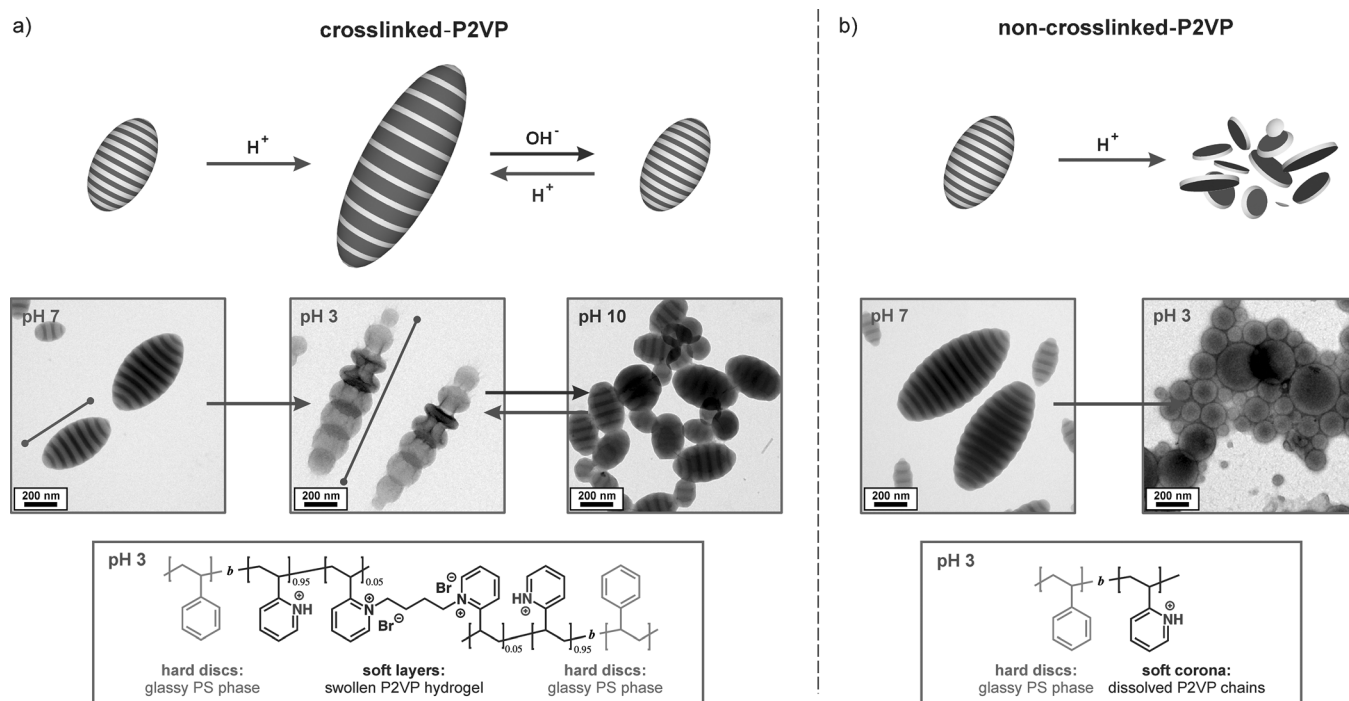 a)
crosslinked-P2VP
H+
OH-
H+
pH 7
200 nm
pH 3
200 nm
pH 10
200 nm
pH 3
b
0.95
0.05
NH
⊕
N
⊕
Br⊖
Br⊖
N
⊕
HN
⊕
0.05
0.95
b
hard discs:
glassy PS phase
soft layers:
swollen P2VP hydrogel
hard discs:
glassy PS phase
b)
non-crosslinked-P2VP
H+
pH 7
200 nm
pH 3
200 nm
pH 3
b
NH
⊕
hard discs:
glassy PS phase
soft corona:
dissolved P2VP chains